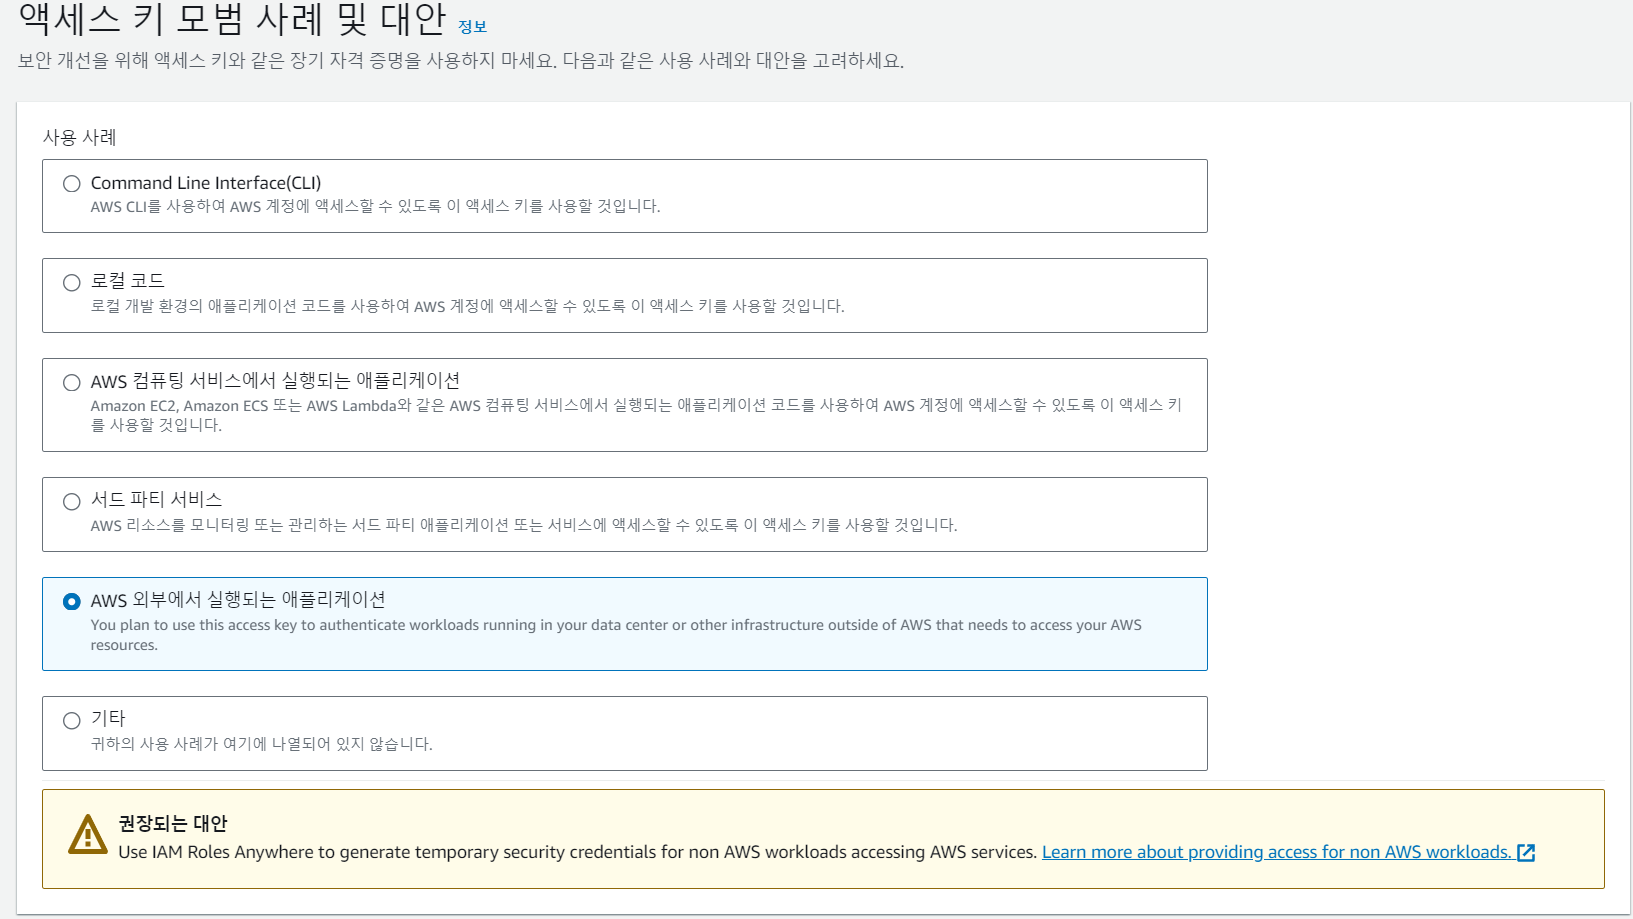 액세스 키 모범 사례 및 대안 정보
보안 개선을 위해 액세스 키와 같은 장기 자격 증명을 사용하지 마세요. 다음과 같은 사용 사례와 대안을 고려하세요.
사용 사례
Command Line Interface(CLI)
AWS CLI를 사용하여 AWS 계정에 액세스할 수 있도록 이 액세스 키를 사용할 것입니다.
로컬 코드
로컬 개발 환경의 애플리케이션 코드를 사용하여 AWS 계정에 액세스할 수 있도록 이 액세스 키를 사용할 것입니다.
AWS 컴퓨팅 서비스에서 실행되는 애플리케이션
Amazon EC2, Amazon ECS 또는 AWS Lambda와 같은 AWS 컴퓨팅 서비스에서 실행되는 애플리케이션 코드를 사용하여 AWS 계정에 액세스할 수 있도록 이 액세스 키
를 사용할 것입니다.
서드 파티 서비스
AWS 리소스를 모니터링 또는 관리하는 서드 파티 애플리케이션 또는 서비스에 액세스할 수 있도록 이 액세스 키를 사용할 것입니다.
AWS 외부에서 실행되는 애플리케이션
You plan to use this access key to authenticate workloads running in your data center or other infrastructure outside of AWS that needs to access your AWS
resources.
기타
귀하의 사용 사례가 여기에 나열되어 있지 않습니다.
권장되는 대안
Use IAM Roles Anywhere to generate temporary security credentials for non AWS workloads accessing AWS services. Learn more about providing access for non AWS workloads.